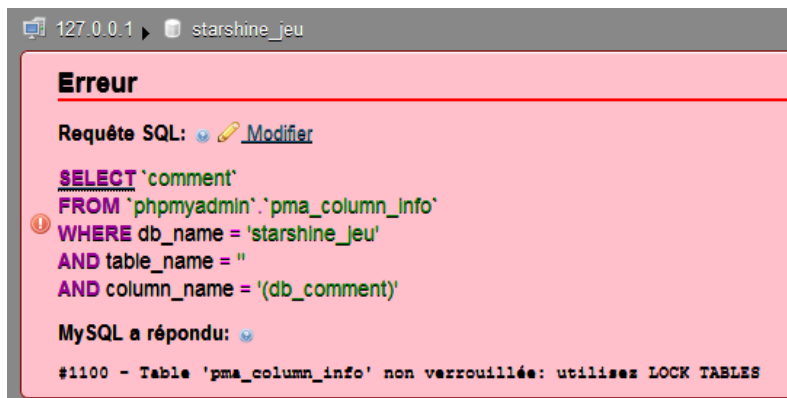 127.0.0.1 ▸ starshine_jeu
Erreur
Requête SQL: Modifier
SELECT `comment`
FROM `phpmyadmin`.`pma_column_info`
WHERE db_name = 'starshine_jeu'
AND table_name = ''
AND column_name = '(db_comment)'
MySQL a répondu:
#1100 - Table 'pma_column_info' non verrouillée: utilisez LOCK TABLES